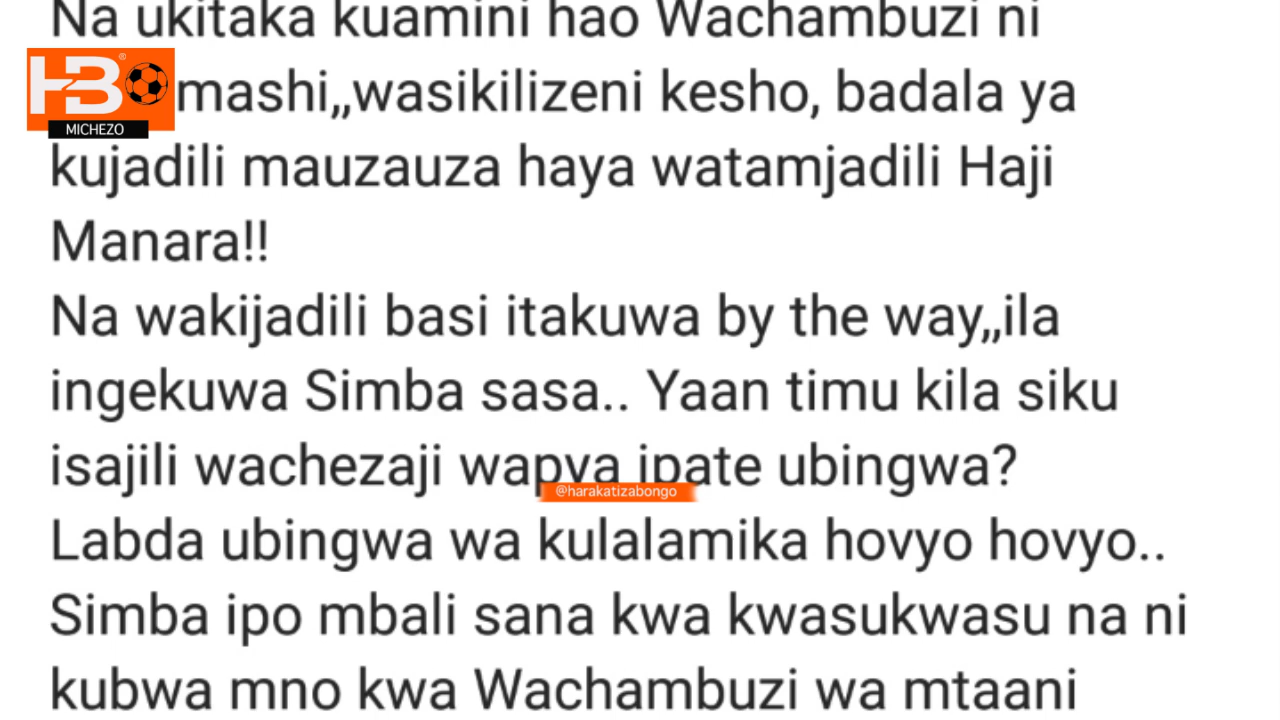 Na ukitaka kuamini hao Wachambuzi ni
HB®
MICHEZO
mashi,,wasikilizeni kesho, badala ya
kujadili mauzauza haya watamjadili Haji
Manara!!
Na wakijadili basi itakuwa by the way,,ila
ingekuwa Simba sasa.. Yaan timu kila siku
isajili wachezaji wapya ipate ubingwa?
@harakatizabongo
Labda ubingwa wa kulalamika hovyo hovyo..
Simba ipo mbali sana kwa kwasukwasu na ni
kubwa mno kwa Wachambuzi wa mtaani